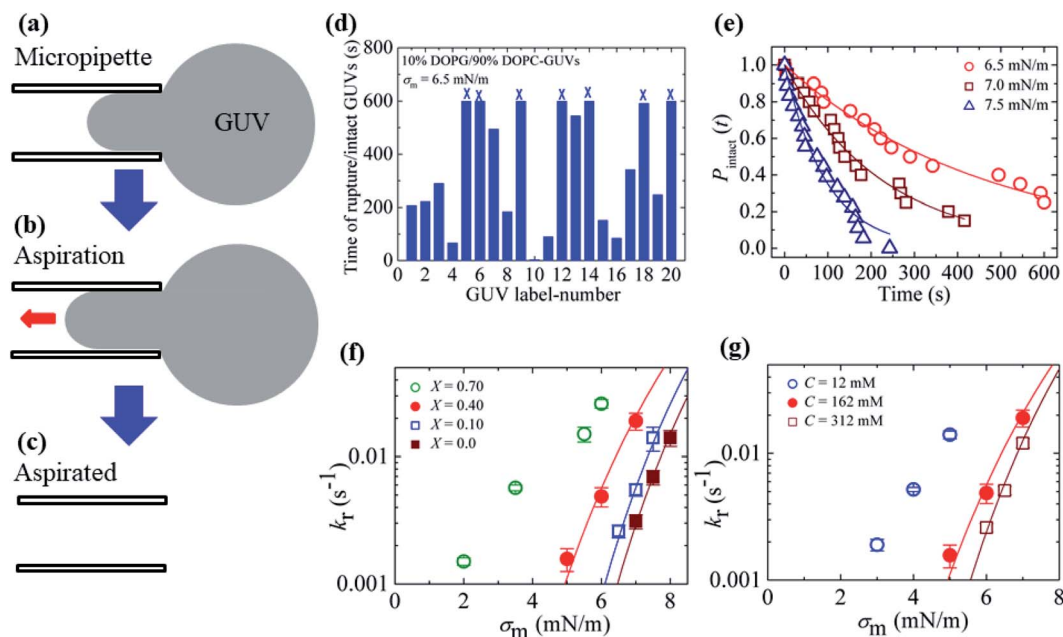 (a)
Micropipette
GUV
(b)
Aspiration
(c)
Aspirated
(d)
Time of rupture/intact GUVs (s)
800
600
400
200
0
10% DOPG/90% DOPC-GUVs
σm = 6.5 mN/m
X X X X X X X
0 2 4 6 8 10 12 14 16 18 20
GUV label-number
(e)
Pintact (t)
1.0
0.8
0.6
0.4
0.2
0.0
6.5 mN/m
7.0 mN/m
7.5 mN/m
0 100 200 300 400 500 600
Time (s)
(f)
kr (s⁻¹)
0.01
0.001
X = 0.70
X = 0.40
X = 0.10
X = 0.0
0 2 4 6 8
σm (mN/m)
(g)
kr (s⁻¹)
0.01
0.001
C = 12 mM
C = 162 mM
C = 312 mM
0 2 4 6 8
σm (mN/m)